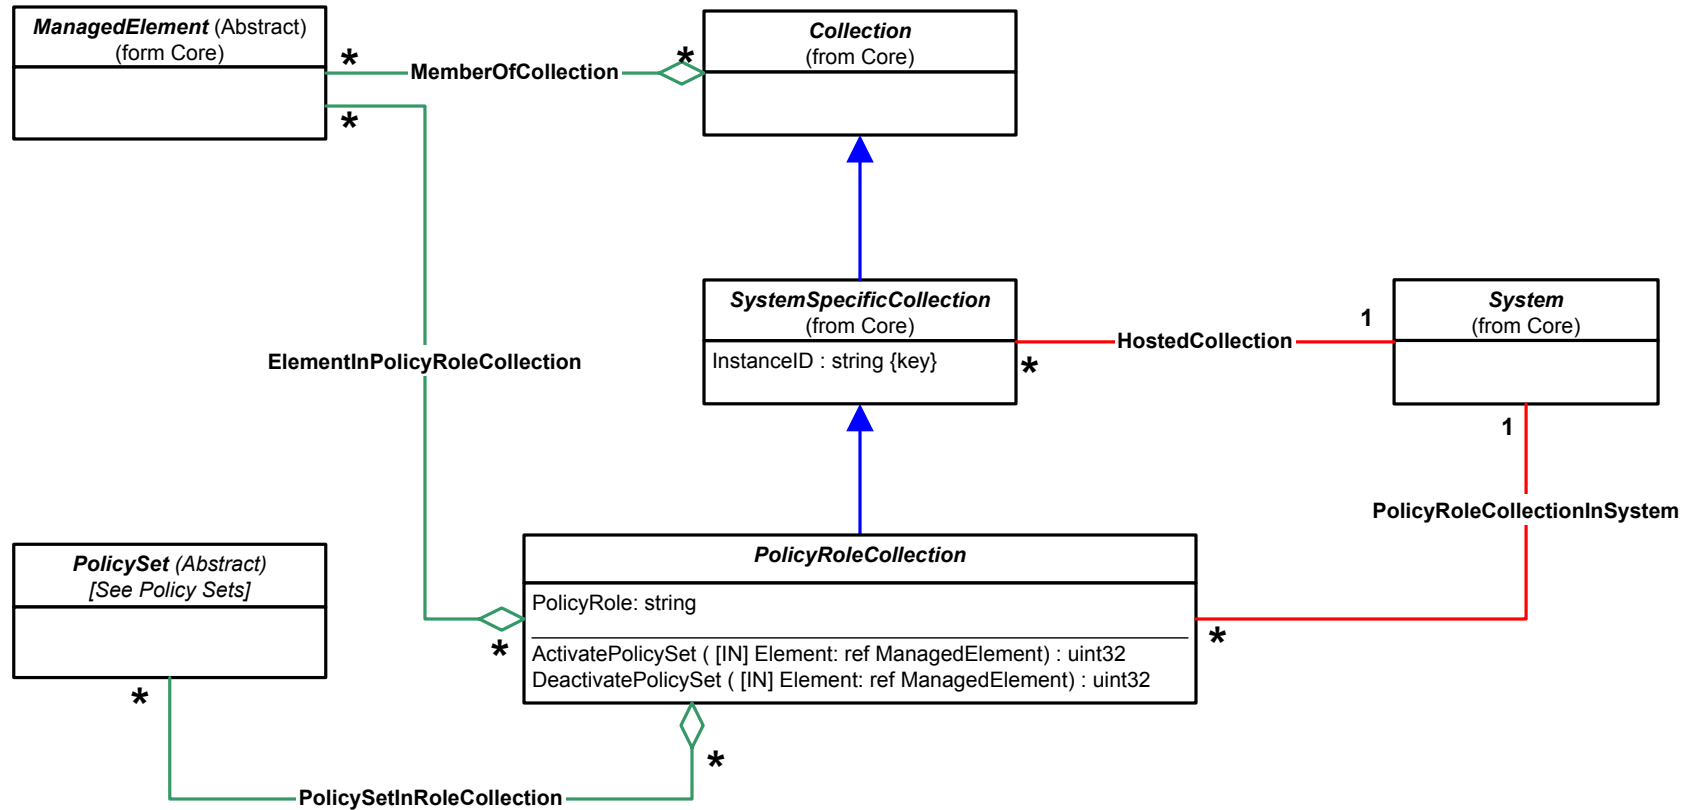 ManagedElement (Abstract)
(form Core)
*
MemberOfCollection
*
Collection
(from Core)
*
SystemSpecificCollection
(from Core)
InstanceID : string {key}
*
HostedCollection
1
System
(from Core)
1
ElementInPolicyRoleCollection
PolicyRoleCollectionInSystem
PolicySet (Abstract)
[See Policy Sets]
*
PolicyRoleCollection
PolicyRole: string
ActivatePolicySet ( [IN] Element: ref ManagedElement) : uint32
DeactivatePolicySet ( [IN] Element: ref ManagedElement) : uint32
*
*
*
PolicySetInRoleCollection